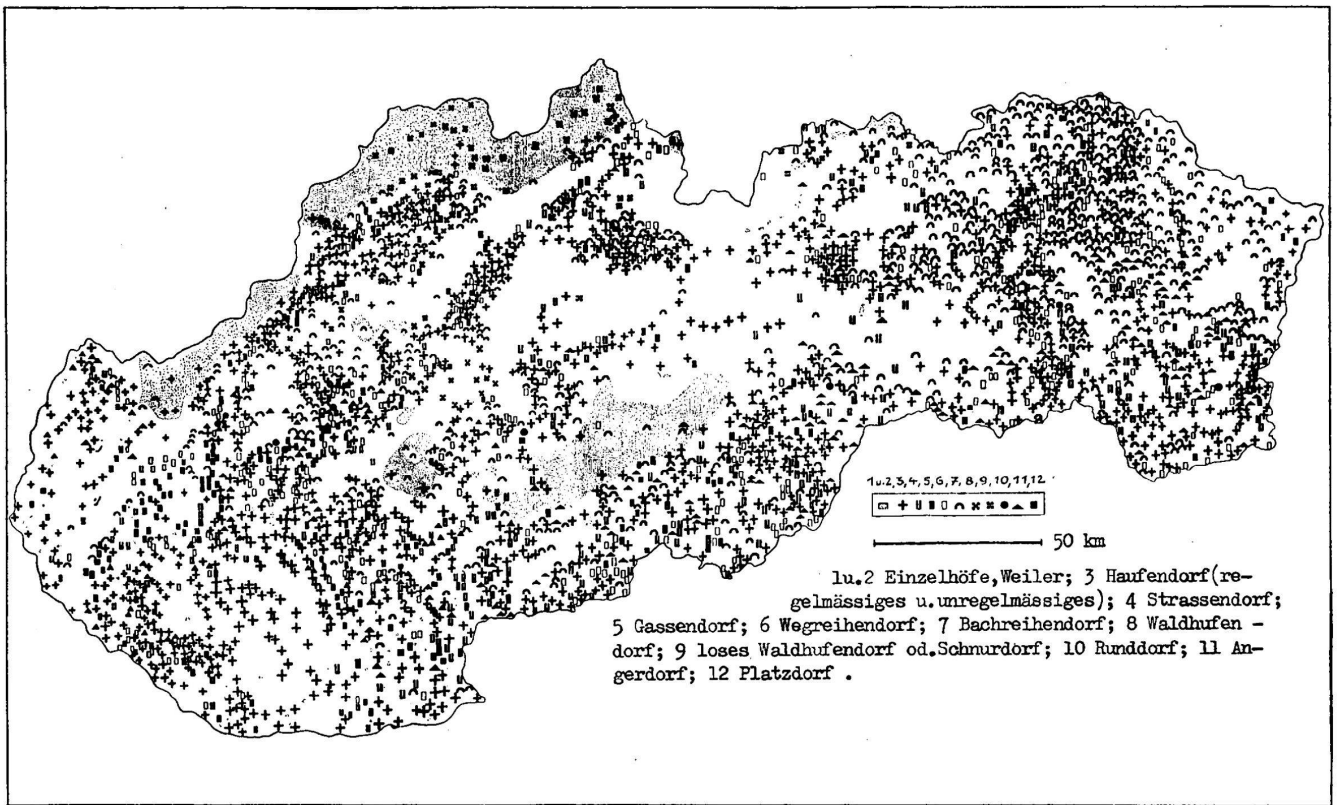 1u.2,3,4,5,6,7,8,9,10,11,12
50 km
1u.2 Einzelhöfe,Weiler; 3 Haufendorf(re-
gelmässiges u.unregelmässiges); 4 Strassendorf;
5 Gassendorf; 6 Wegreihendorf; 7 Bachreihendorf; 8 Waldhufen -
dorf; 9 loses Waldhufendorf od.Schnurdorf; 10 Runddorf; 11 An-
gerdorf; 12 Platzdorf .